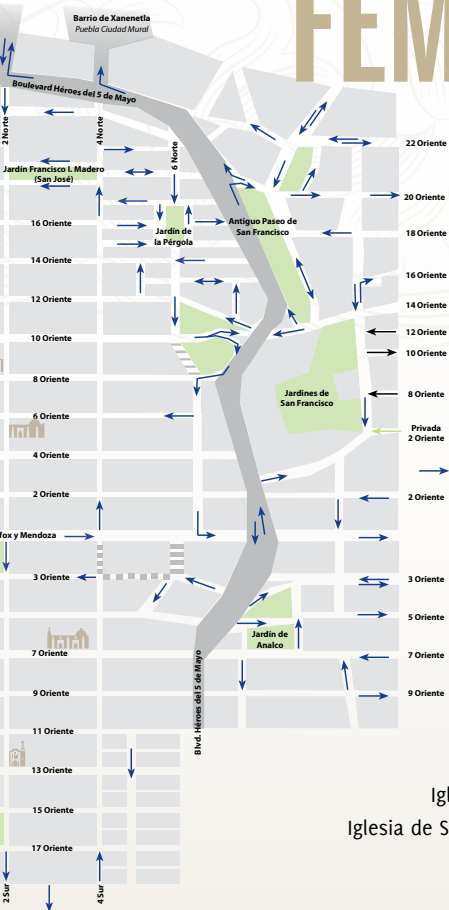 FEM
Barrio de Xanenetla
Puebla Ciudad Mural
Boulevard Héroes del 5 de Mayo
2 Norte
4 Norte
6 Norte
22 Oriente
Jardín Francisco I. Madero
(San José)
20 Oriente
16 Oriente
Jardín de
la Pérgola
Antiguo Paseo de
San Francisco
18 Oriente
14 Oriente
16 Oriente
12 Oriente
14 Oriente
10 Oriente
12 Oriente
10 Oriente
8 Oriente
Jardines de
San Francisco
8 Oriente
6 Oriente
Privada
2 Oriente
4 Oriente
2 Oriente
2 Oriente
fox y Mendoza
3 Oriente
3 Oriente
5 Oriente
Jardín de
Analco
7 Oriente
7 Oriente
9 Oriente
9 Oriente
Blvd. Héroes del 5 de Mayo
11 Oriente
13 Oriente
Igl
15 Oriente
Iglesia de S
17 Oriente
2 Sur
4 Sur